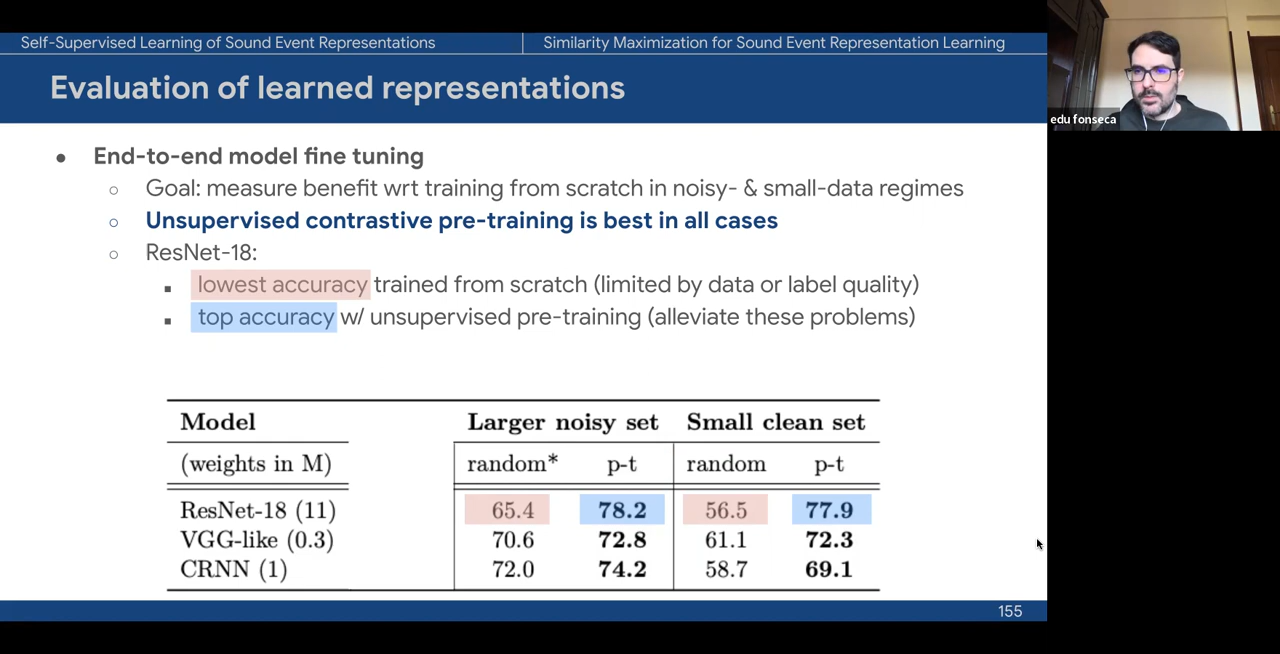 Self-Supervised Learning of Sound Event Representations
Similarity Maximization for Sound Event Representation Learning
Evaluation of learned representations
edu fonseca
● End-to-end model fine tuning
○ Goal: measure benefit wrt training from scratch in noisy- & small-data regimes
○ Unsupervised contrastive pre-training is best in all cases
○ ResNet-18:
■ lowest accuracy trained from scratch (limited by data or label quality)
■ top accuracy w/ unsupervised pre-training (alleviate these problems)
Model Larger noisy set Small clean set
(weights in M) random* p-t random p-t
ResNet-18 (11) 65.4 78.2 56.5 77.9
VGG-like (0.3) 70.6 72.8 61.1 72.3
CRNN (1) 72.0 74.2 58.7 69.1
155